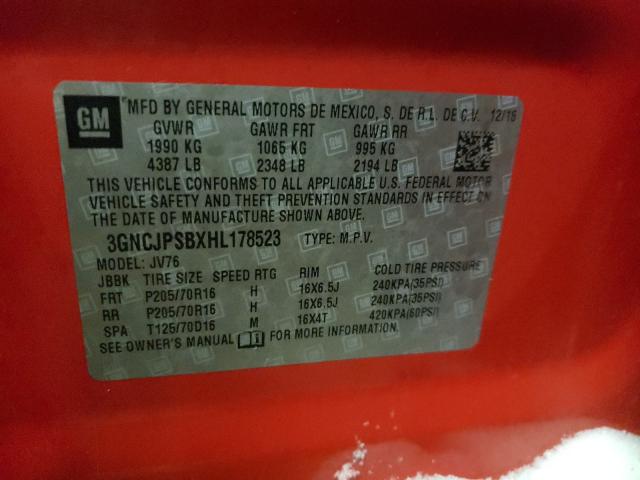 GM
MFD BY GENERAL MOTORS DE MEXICO, S. DE R.L. DE C.V. 12/16
GVWR GAWR FRT GAWR RR
1990 KG 1065 KG 995 KG
4387 LB 2348 LB 2194 LB
THIS VEHICLE CONFORMS TO ALL APPLICABLE U.S. FEDERAL MOTOR
VEHICLE SAFETY AND THEFT PREVENTION STANDARDS IN EFFECT ON
THE DATE OF MANUFACTURE SHOWN ABOVE.
3GNCJPSBXHL178523 TYPE: M.P.V.
MODEL: JV76
JBBK TIRE SIZE SPEED RTG RIM COLD TIRE PRESSURE
FRT P205/70R16 H 16X6.5J 240KPA(35PSI)
RR P205/70R16 H 16X6.5J 240KPA(35PSI)
SPA T125/70D16 M 16X4T 420KPA(60PSI)
SEE OWNER'S MANUAL FOR MORE INFORMATION.